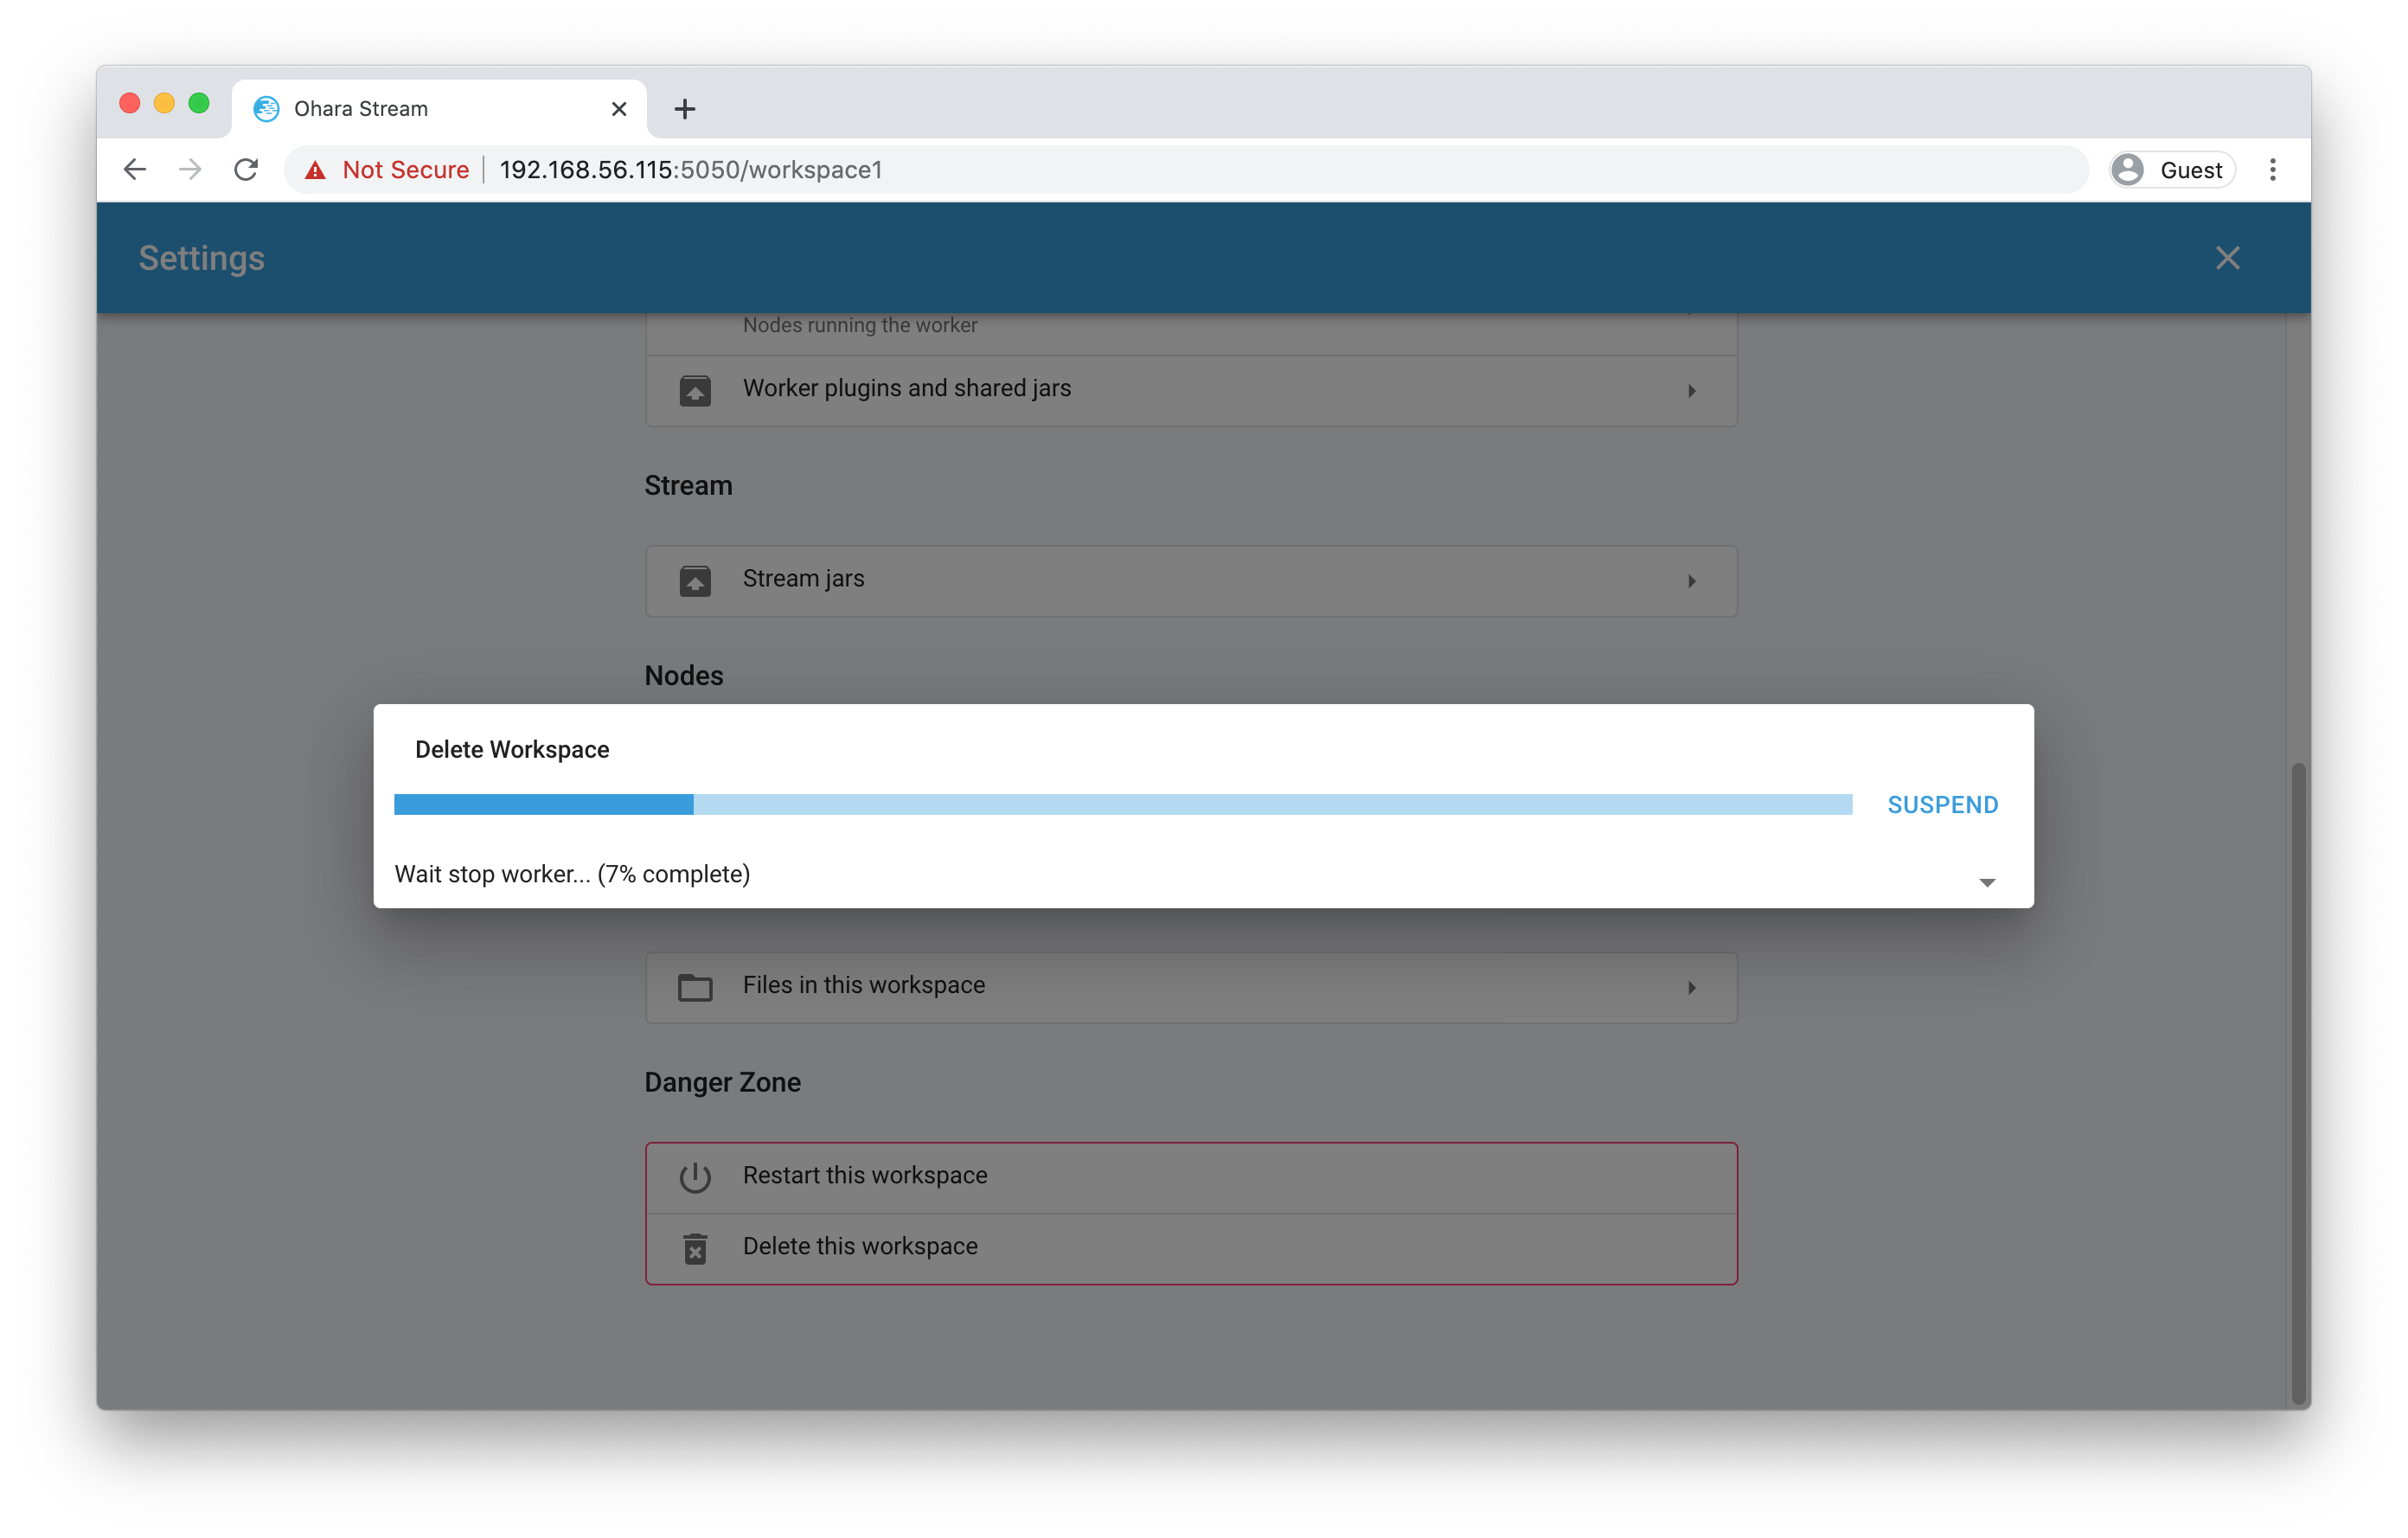 Ohara Stream
Not Secure
192.168.56.115:5050/workspace1
Guest
Settings
Nodes running the worker
Worker plugins and shared jars
Stream
Stream jars
Nodes
Delete Workspace
SUSPEND
Wait stop worker... (7% complete)
Files in this workspace
Danger Zone
Restart this workspace
Delete this workspace